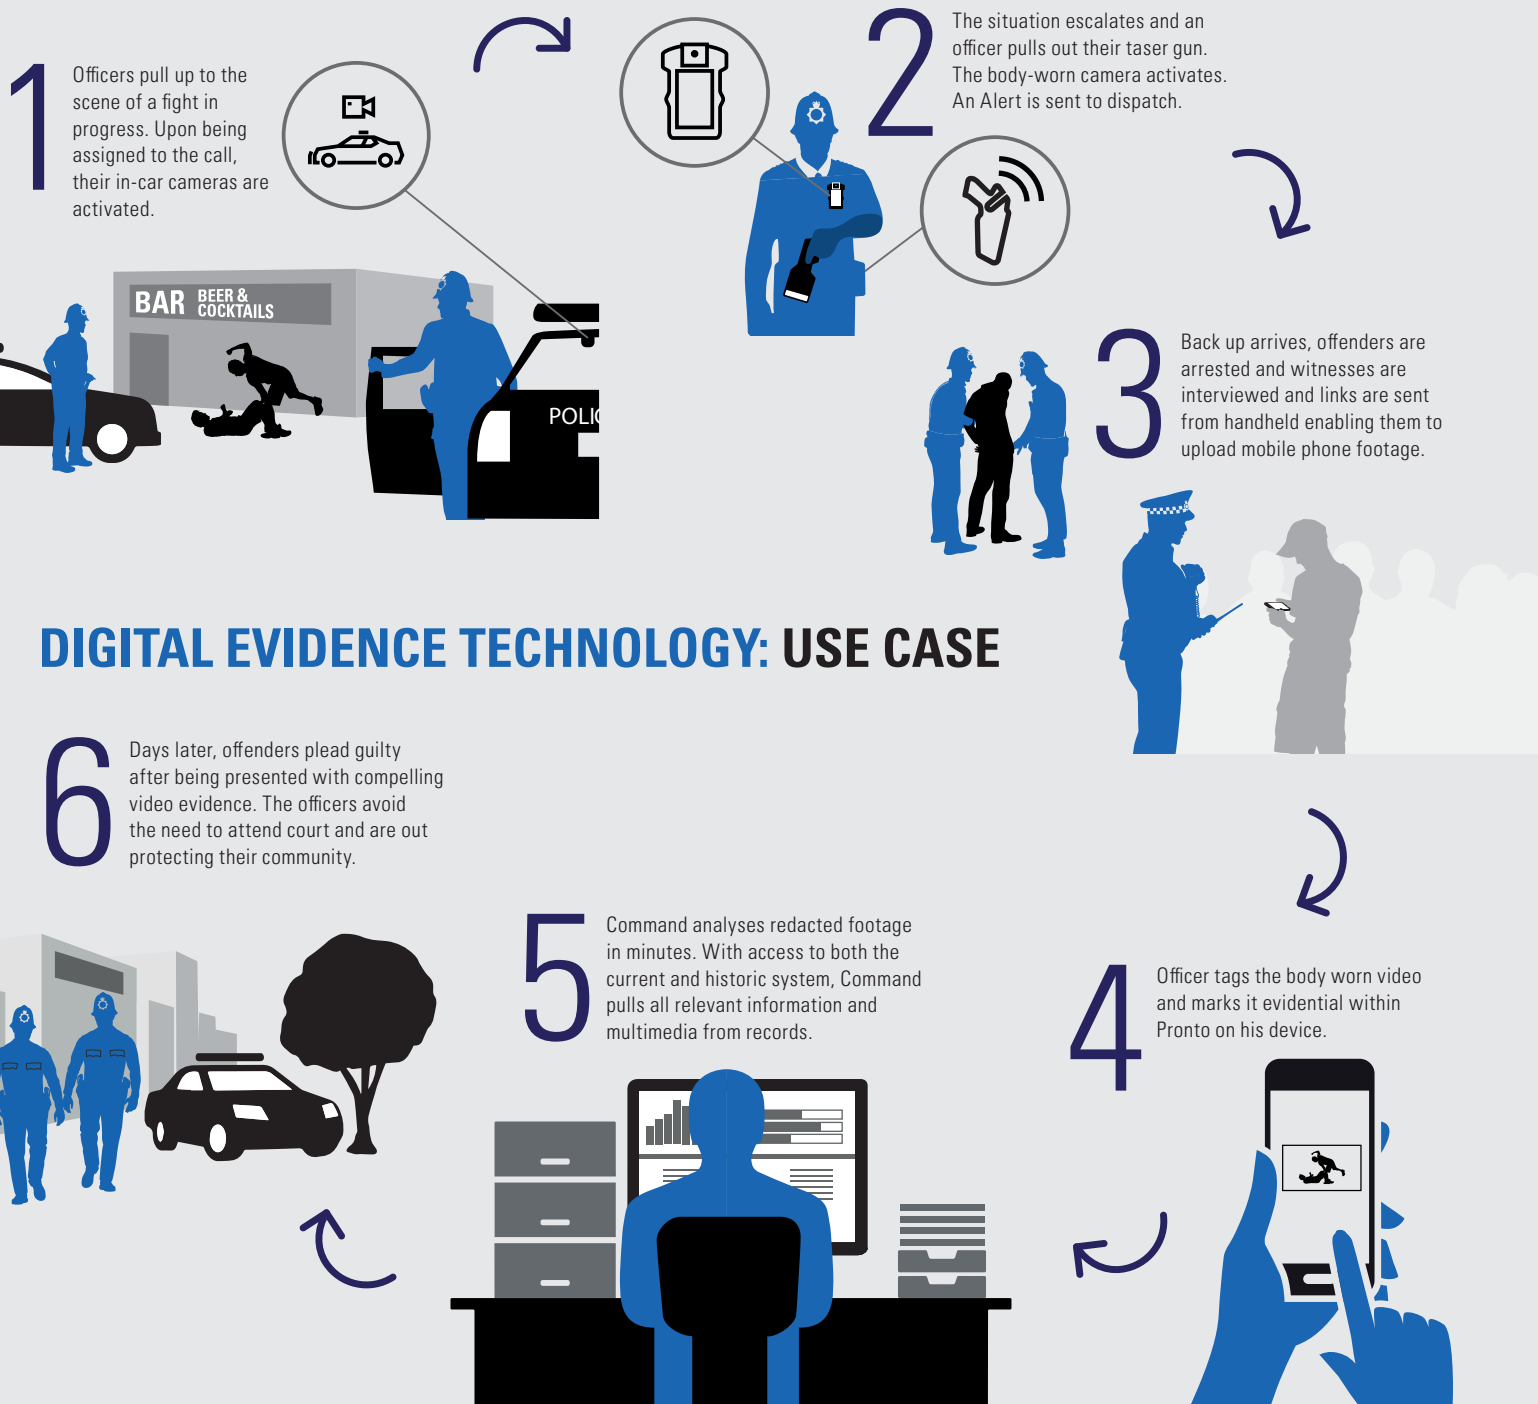 1
Officers pull up to the
scene of a fight in
progress. Upon being
assigned to the call,
their in-car cameras are
activated.
BAR BEER &
COCKTAILS
POLIC
2
The situation escalates and an
officer pulls out their taser gun.
The body-worn camera activates.
An Alert is sent to dispatch.
3
Back up arrives, offenders are
arrested and witnesses are
interviewed and links are sent
from handheld enabling them to
upload mobile phone footage.
DIGITAL EVIDENCE TECHNOLOGY: USE CASE
4
Officer tags the body worn video
and marks it evidential within
Pronto on his device.
5
Command analyses redacted footage
in minutes. With access to both the
current and historic system, Command
pulls all relevant information and
multimedia from records.
6
Days later, offenders plead guilty
after being presented with compelling
video evidence. The officers avoid
the need to attend court and are out
protecting their community.